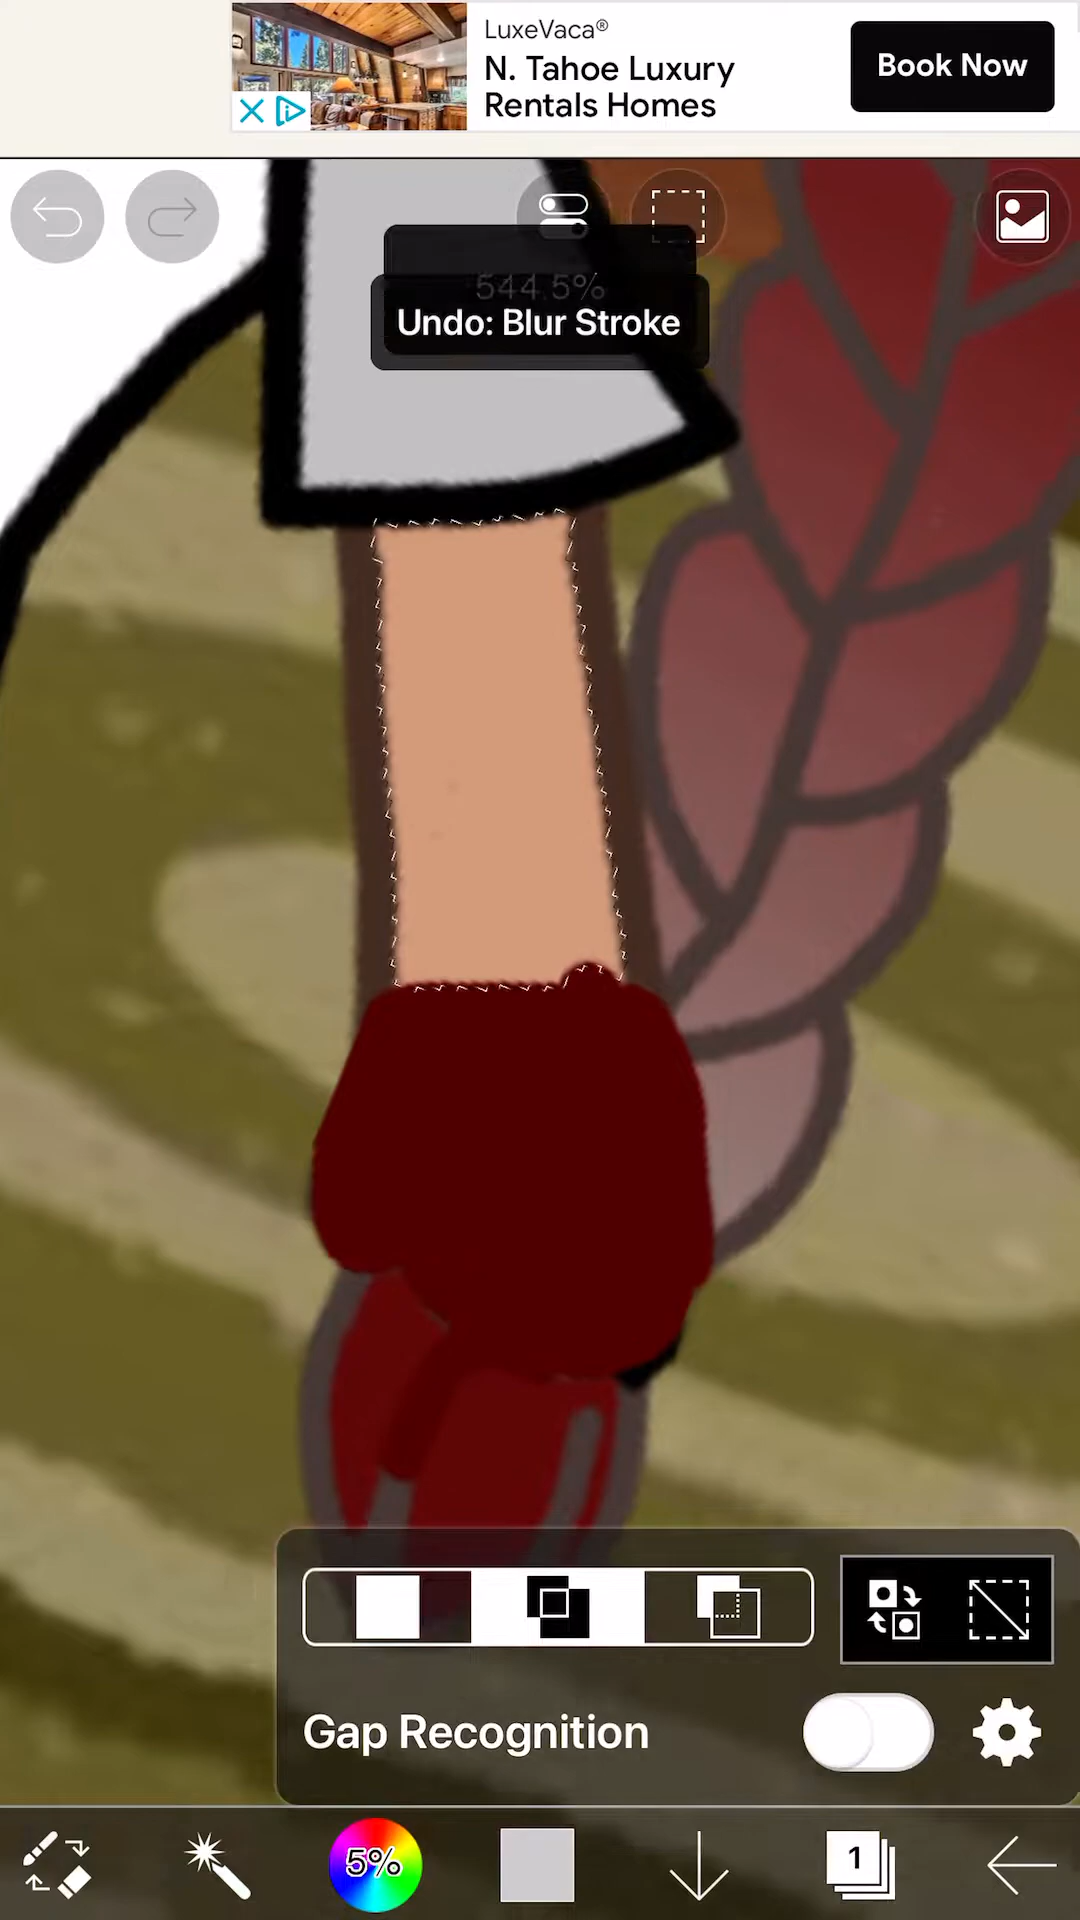 LuxeVaca®
N. Tahoe Luxury
Rentals Homes
Book Now
544.5%
Undo: Blur Stroke
Gap Recognition
5%
1